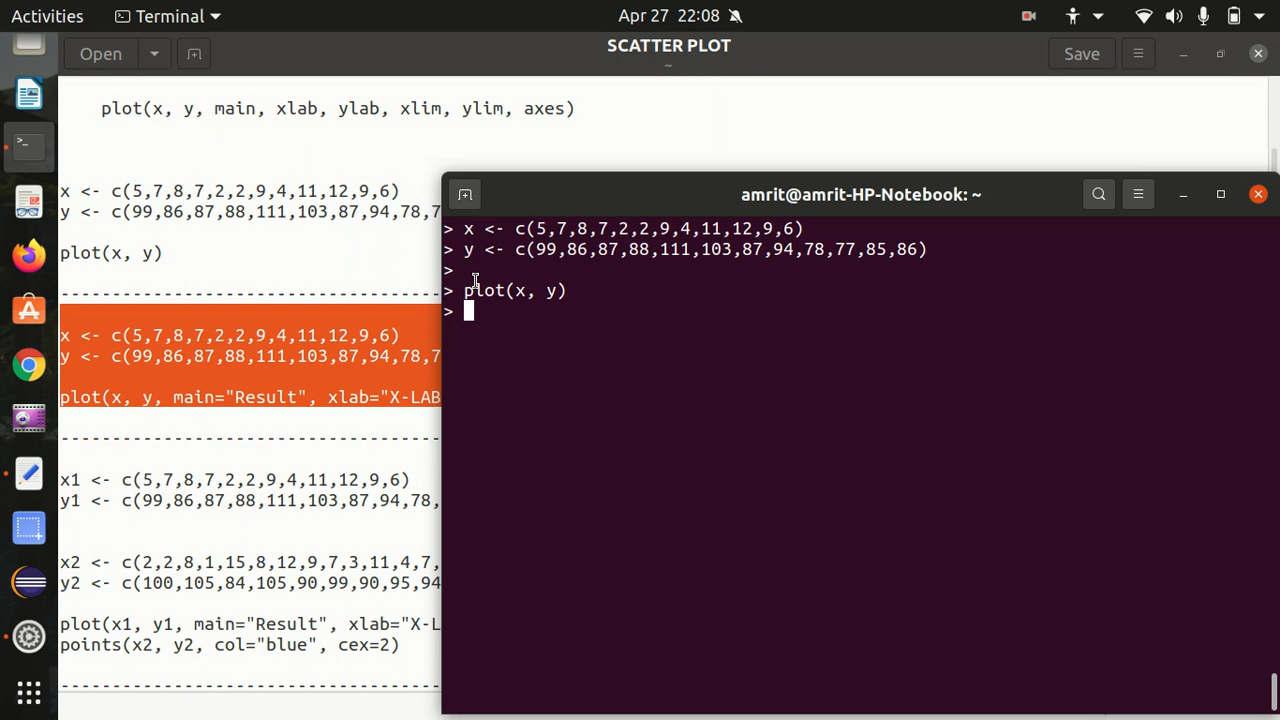 Activities Terminal Apr 27 22:08
Open SCATTER PLOT Save
~
plot(x, y, main, xlab, ylab, xlim, ylim, axes)
x <- c(5,7,8,7,2,2,9,4,11,12,9,6)
y <- c(99,86,87,88,111,103,87,94,78,7
plot(x, y)
--------------------------------------
x <- c(5,7,8,7,2,2,9,4,11,12,9,6)
y <- c(99,86,87,88,111,103,87,94,78,7
plot(x, y, main="Result", xlab="X-LAB
--------------------------------------
x1 <- c(5,7,8,7,2,2,9,4,11,12,9,6)
y1 <- c(99,86,87,88,111,103,87,94,78,
x2 <- c(2,2,8,1,15,8,12,9,7,3,11,4,7,
y2 <- c(100,105,84,105,90,99,90,95,94
plot(x1, y1, main="Result", xlab="X-L
points(x2, y2, col="blue", cex=2)
--------------------------------------
amrit@amrit-HP-Notebook: ~
> x <- c(5,7,8,7,2,2,9,4,11,12,9,6)
> y <- c(99,86,87,88,111,103,87,94,78,77,85,86)
>
> plot(x, y)
>